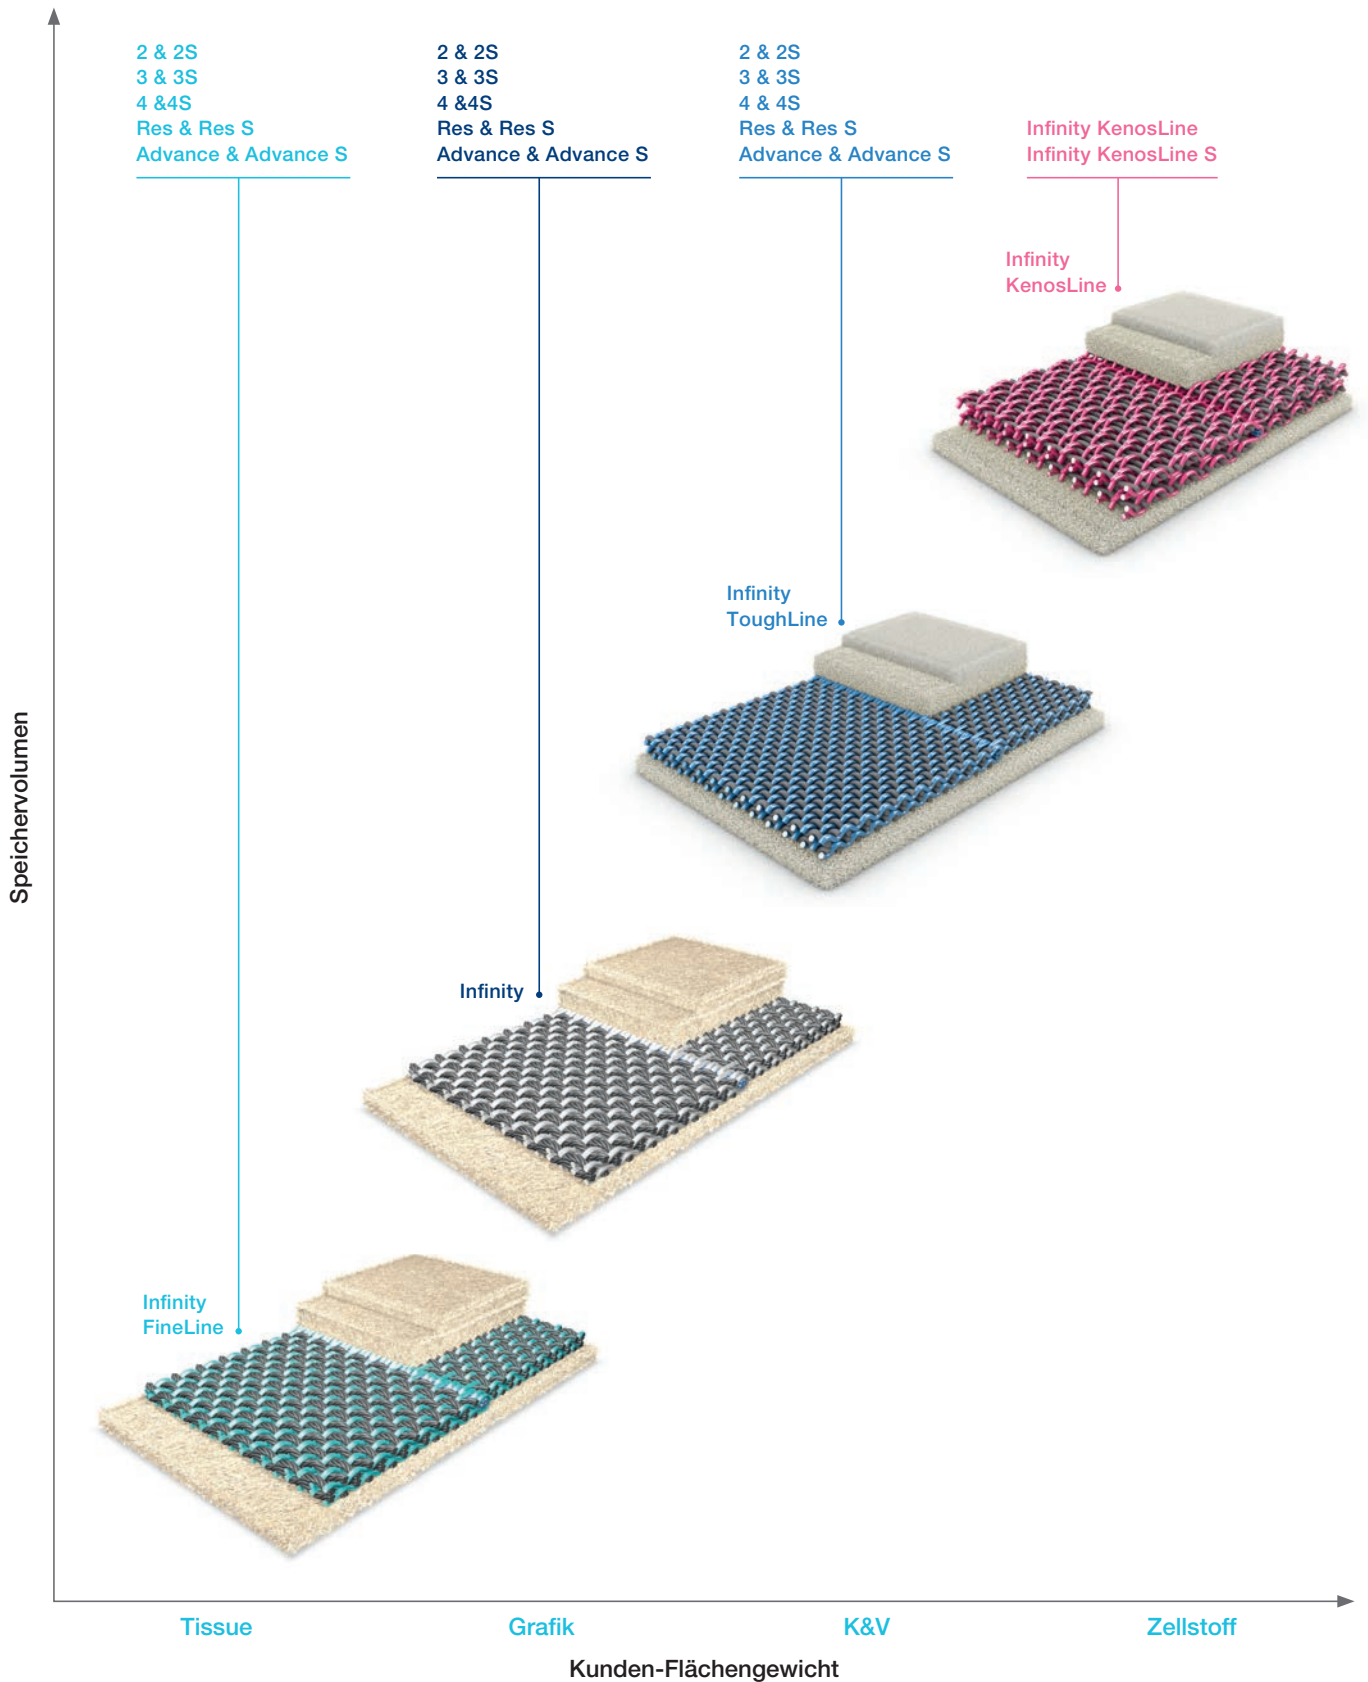 2 & 2S
3 & 3S
4 &4S
Res & Res S
Advance & Advance S
2 & 2S
3 & 3S
4 &4S
Res & Res S
Advance & Advance S
2 & 2S
3 & 3S
4 & 4S
Res & Res S
Advance & Advance S
Infinity KenosLine
Infinity KenosLine S
Infinity
KenosLine
Infinity
ToughLine
Infinity
Infinity
FineLine
Speichervolumen
Tissue
Grafik
K&V
Zellstoff
Kunden-Flächengewicht